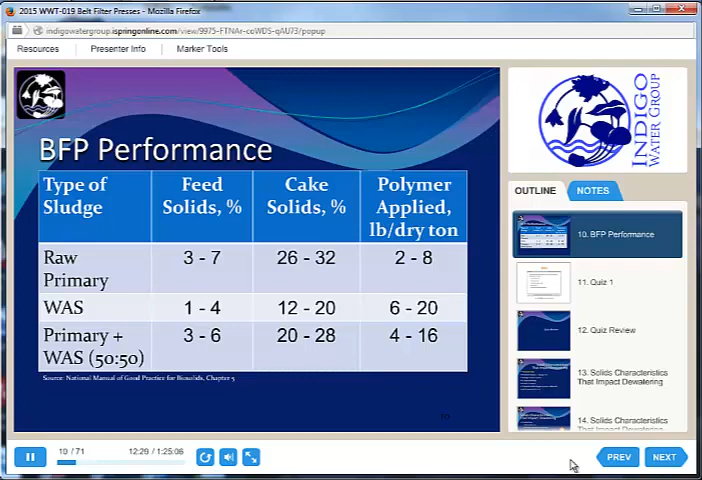 2015 WWT-019 Belt Filter Presses - Mozilla Firefox
indigowatergroup.ispringonline.com/view/9975-FTNAr-coWDS-qAU73/popup
Resources
Presenter Info
Marker Tools
BFP Performance
Type of Sludge
Feed Solids, %
Cake Solids, %
Polymer Applied, lb/dry ton
Raw Primary
3 - 7
26 - 32
2 - 8
WAS
1 - 4
12 - 20
6 - 20
Primary + WAS (50:50)
3 - 6
20 - 28
4 - 16
Source: National Manual of Good Practice for Biosolids, Chapter 5
10
INDIGO
WATER GROUP
OUTLINE
NOTES
10. BFP Performance
11. Quiz 1
12. Quiz Review
13. Solids Characteristics
That Impact Dewatering
14. Solids Characteristics
That Impact Dewatering
10 / 71
12:26 / 1:25:06
PREV
NEXT